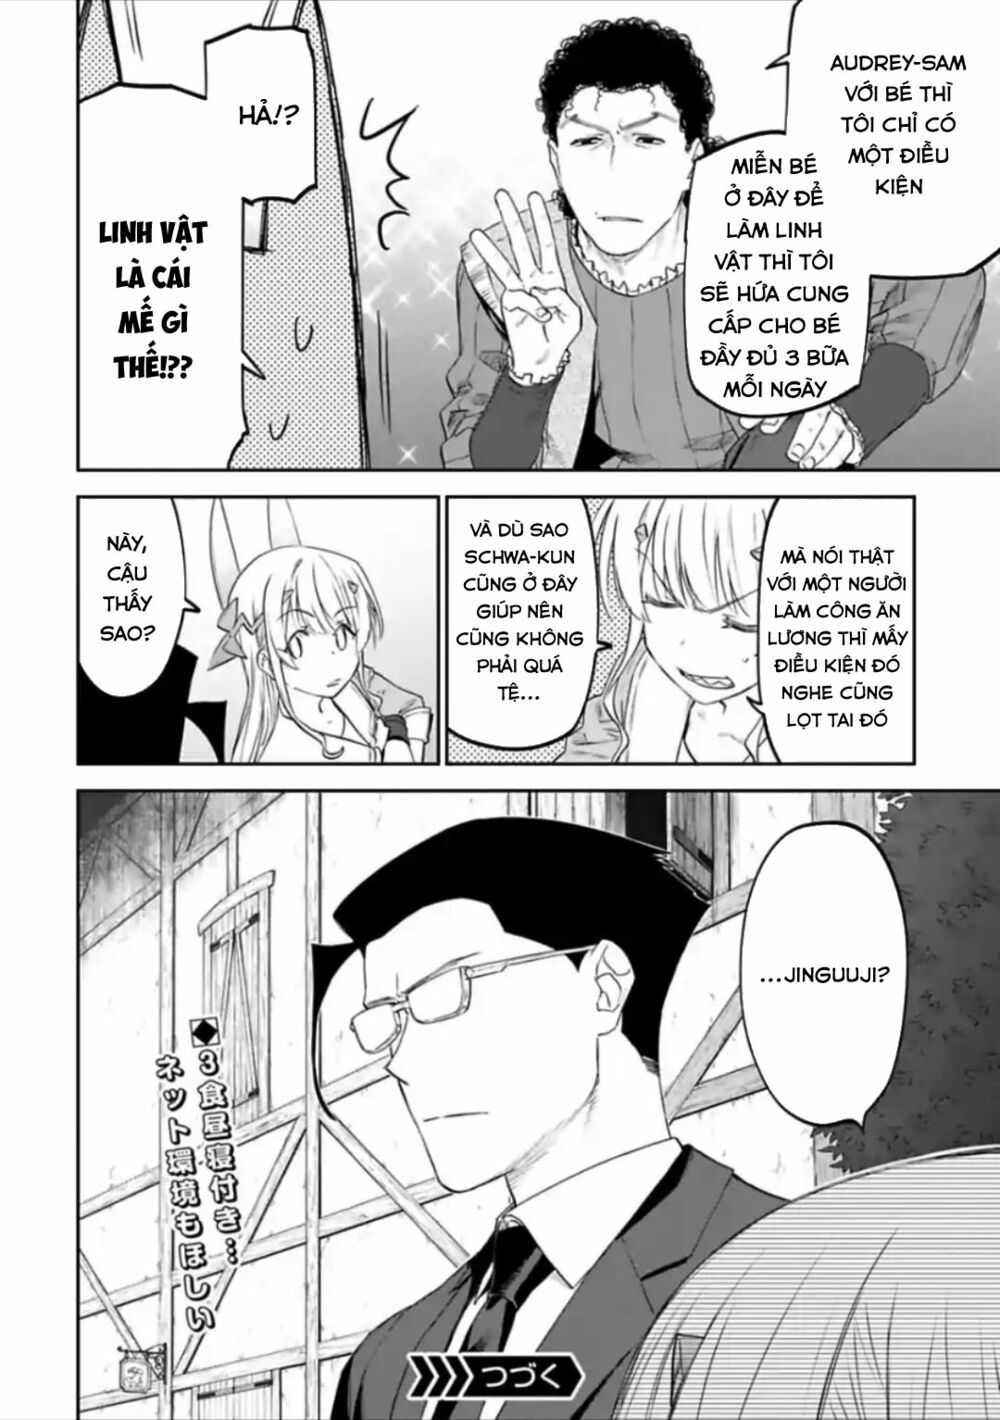 AUDREY-SAM
VỚI BÉ THÌ
TÔI CHỈ CÓ
MỘT ĐIỀU
KIỆN
MIỄN BÉ
Ở ĐÂY ĐỂ
LÀM LINH
VẬT THÌ TÔI
SẼ HỨA CUNG
CẤP CHO BÉ
ĐẦY ĐỦ 3 BỮA
MỖI NGÀY
HẢ!?
LINH VẬT
LÀ CÁI
MẾ GÌ
THẾ!??
MÀ NÓI THẬT
VỚI MỘT NGƯỜI
LÀM CÔNG ĂN
LƯƠNG THÌ MẤY
ĐIỀU KIỆN ĐÓ
NGHE CŨNG
LỌT TAI ĐÓ
VÀ DÙ SAO
SCHWA-KUN
CŨNG Ở ĐÂY
GIÚP NÊN
CŨNG KHÔNG
PHẢI QUÁ
TỆ...
NÀY,
CẬU
THẤY
SAO?
...JINGUUJI?
◆3食昼寝付き…
ネット環境もほしい
つづく